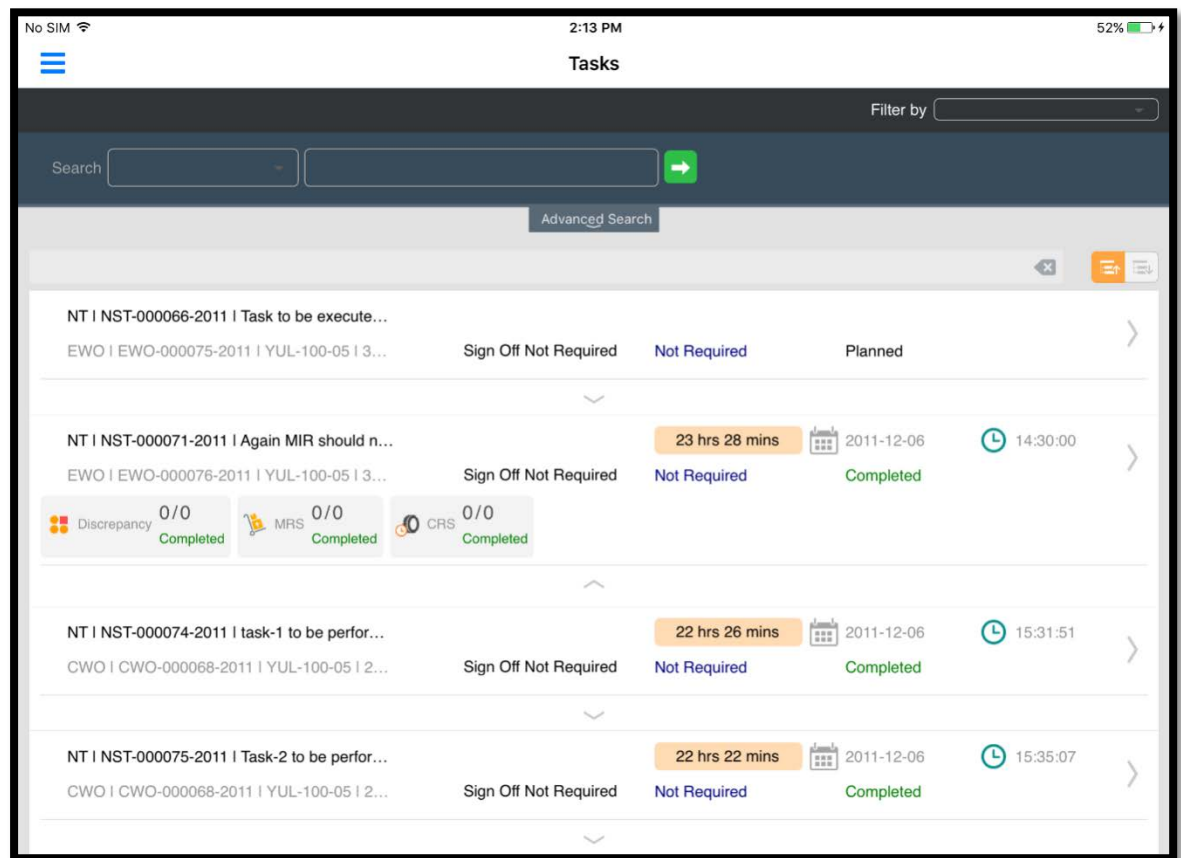 No SIM 2:13 PM 52%
Tasks
Filter by
Search
Advanced Search
NT I NST-000066-2011 I Task to be execute...
EWO I EWO-000075-2011 I YUL-100-05 I 3... Sign Off Not Required Not Required Planned
NT I NST-000071-2011 I Again MIR should n... 23 hrs 28 mins 2011-12-06 14:30:00
EWO I EWO-000076-2011 I YUL-100-05 I 3... Sign Off Not Required Not Required Completed
Discrepancy 0/0 Completed MRS 0/0 Completed CRS 0/0 Completed
NT I NST-000074-2011 I task-1 to be perfor... 22 hrs 26 mins 2011-12-06 15:31:51
CWO I CWO-000068-2011 I YUL-100-05 I 2... Sign Off Not Required Not Required Completed
NT I NST-000075-2011 I Task-2 to be perfor... 22 hrs 22 mins 2011-12-06 15:35:07
CWO I CWO-000068-2011 I YUL-100-05 I 2... Sign Off Not Required Not Required Completed